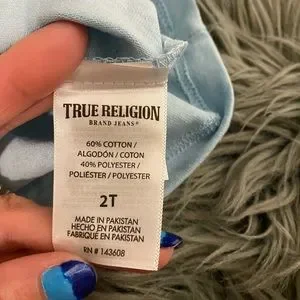 TRUE RELIGION
BRAND JEANS®
60% COTTON /
ALGODÓN / COTON
40% POLYESTER /
POLIÉSTER / POLYESTER
2T
MADE IN PAKISTAN
HECHO EN PAKISTAN
FABRIQUE EN PAKISTAN
RN # 143608